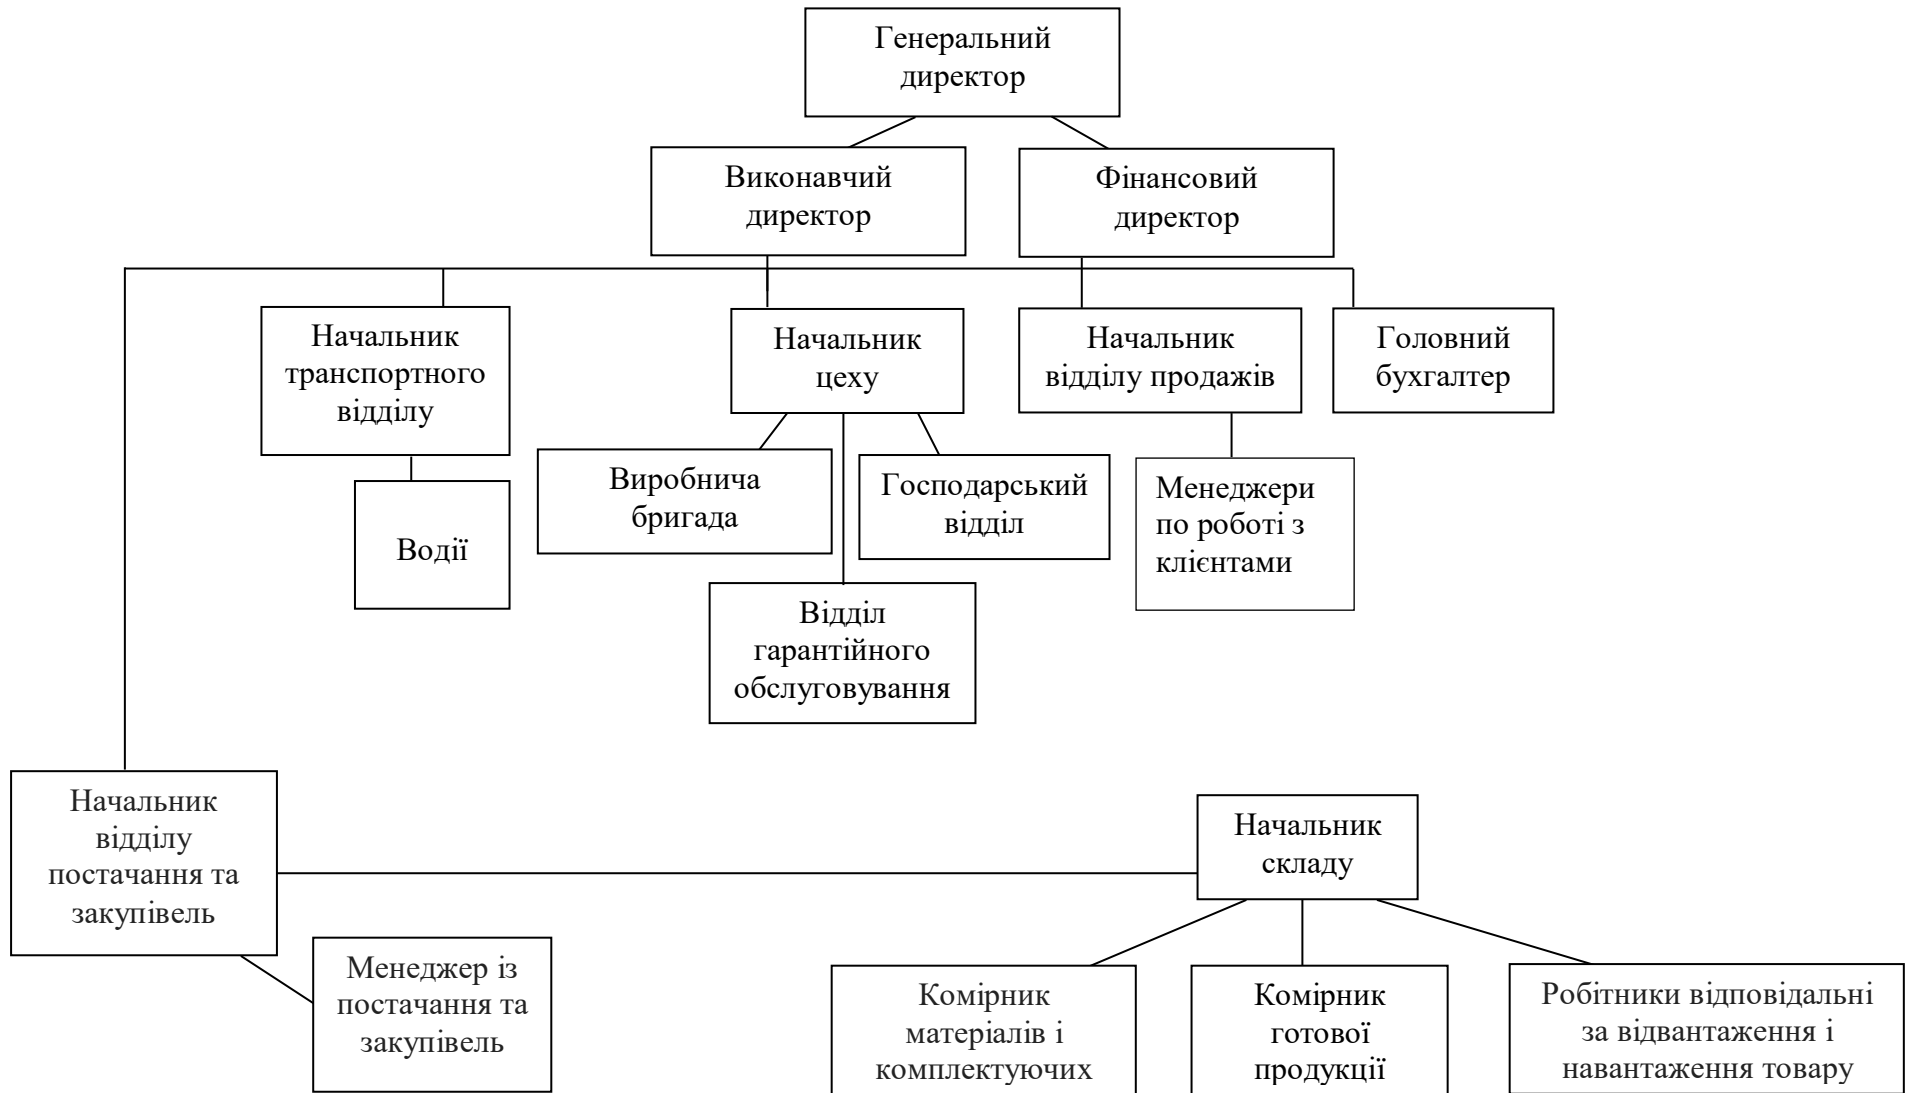 Генеральний
директор
Виконавчий
директор
Фінансовий
директор
Начальник
транспортного
відділу
Начальник
цеху
Начальник
відділу продажів
Головний
бухгалтер
Водії
Виробнича
бригада
Господарський
відділ
Менеджери
по роботі з
клієнтами
Відділ
гарантійного
обслуговування
Начальник
відділу
постачання та
закупівель
Начальник
складу
Менеджер із
постачання та
закупівель
Комірник
матеріалів і
комплектуючих
Комірник
готової
продукції
Робітники відповідальні
за відвантаження і
навантаження товару